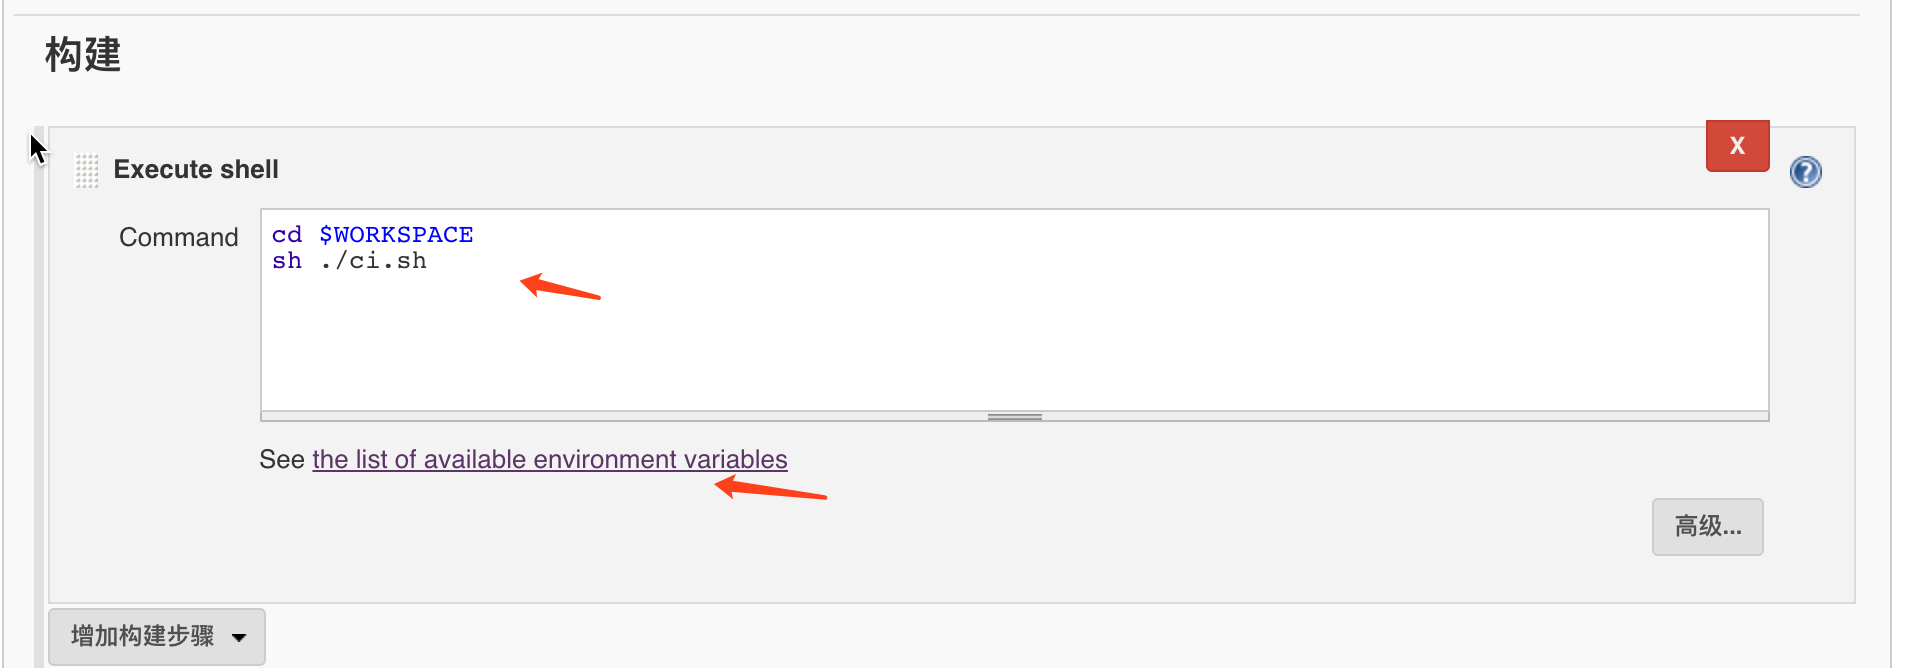 构建
Execute shell
X
Command
cd $WORKSPACE
sh ./ci.sh
See the list of available environment variables
高级...
增加构建步骤